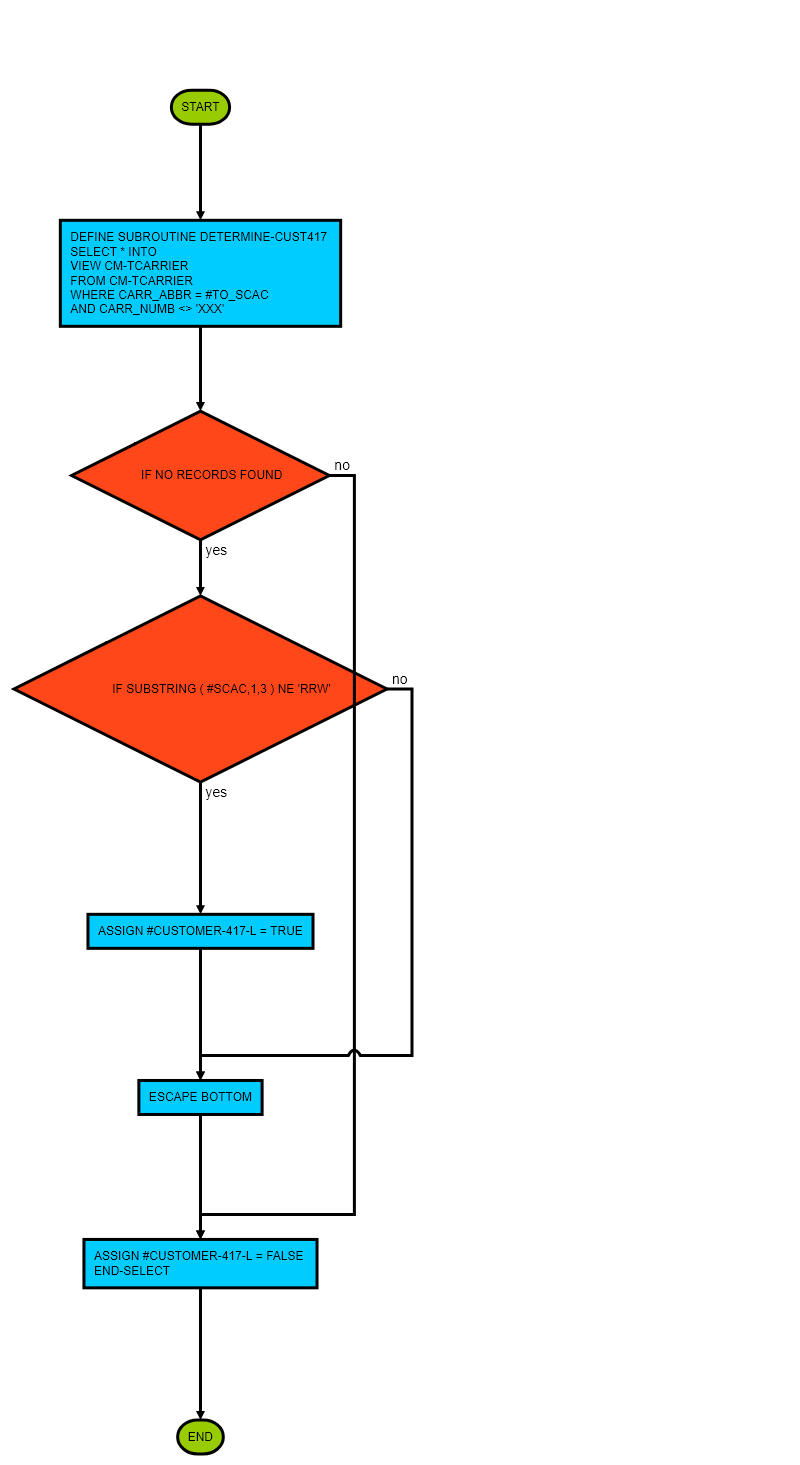 START
DEFINE SUBROUTINE DETERMINE-CUST417
SELECT * INTO
VIEW CM-TCARRIER
FROM CM-TCARRIER
WHERE CARR_ABBR = #TO_SCAC
AND CARR_NUMB <> 'XXX'
IF NO RECORDS FOUND
no
yes
IF SUBSTRING ( #SCAC,1,3 ) NE 'RRW'
no
yes
ASSIGN #CUSTOMER-417-L = TRUE
ESCAPE BOTTOM
ASSIGN #CUSTOMER-417-L = FALSE
END-SELECT
END